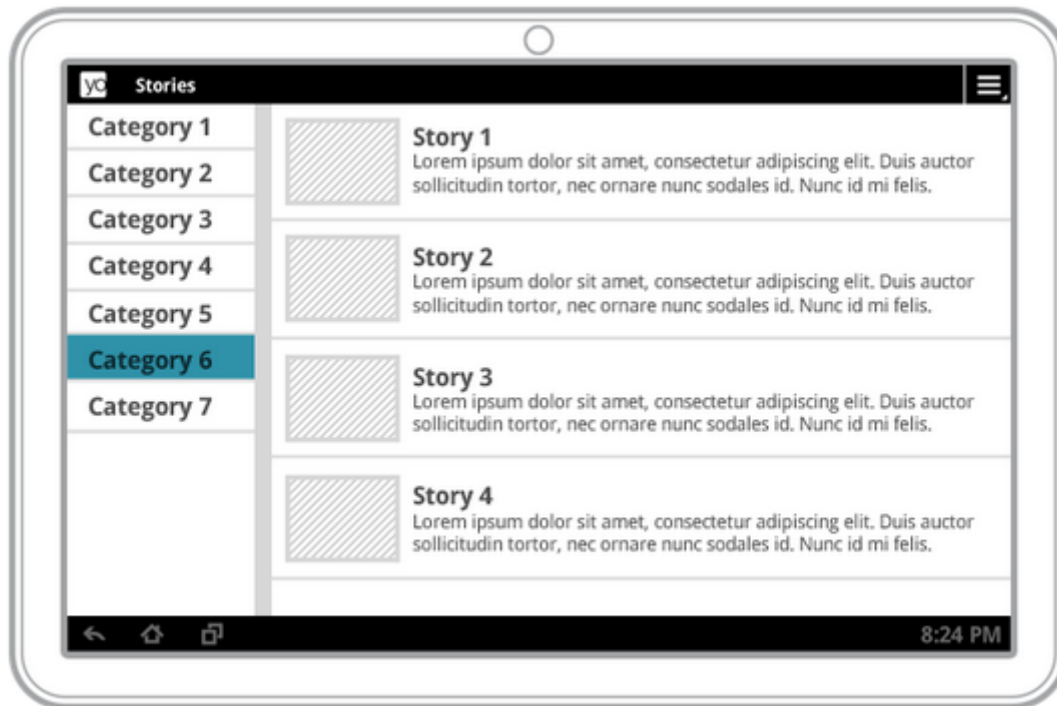 yo Stories
Category 1
Category 2
Category 3
Category 4
Category 5
Category 6
Category 7
Story 1
Lorem ipsum dolor sit amet, consectetur adipiscing elit. Duis auctor
sollicitudin tortor, nec ornare nunc sodales id. Nunc id mi felis.
Story 2
Lorem ipsum dolor sit amet, consectetur adipiscing elit. Duis auctor
sollicitudin tortor, nec ornare nunc sodales id. Nunc id mi felis.
Story 3
Lorem ipsum dolor sit amet, consectetur adipiscing elit. Duis auctor
sollicitudin tortor, nec ornare nunc sodales id. Nunc id mi felis.
Story 4
Lorem ipsum dolor sit amet, consectetur adipiscing elit. Duis auctor
sollicitudin tortor, nec ornare nunc sodales id. Nunc id mi felis.
8:24 PM